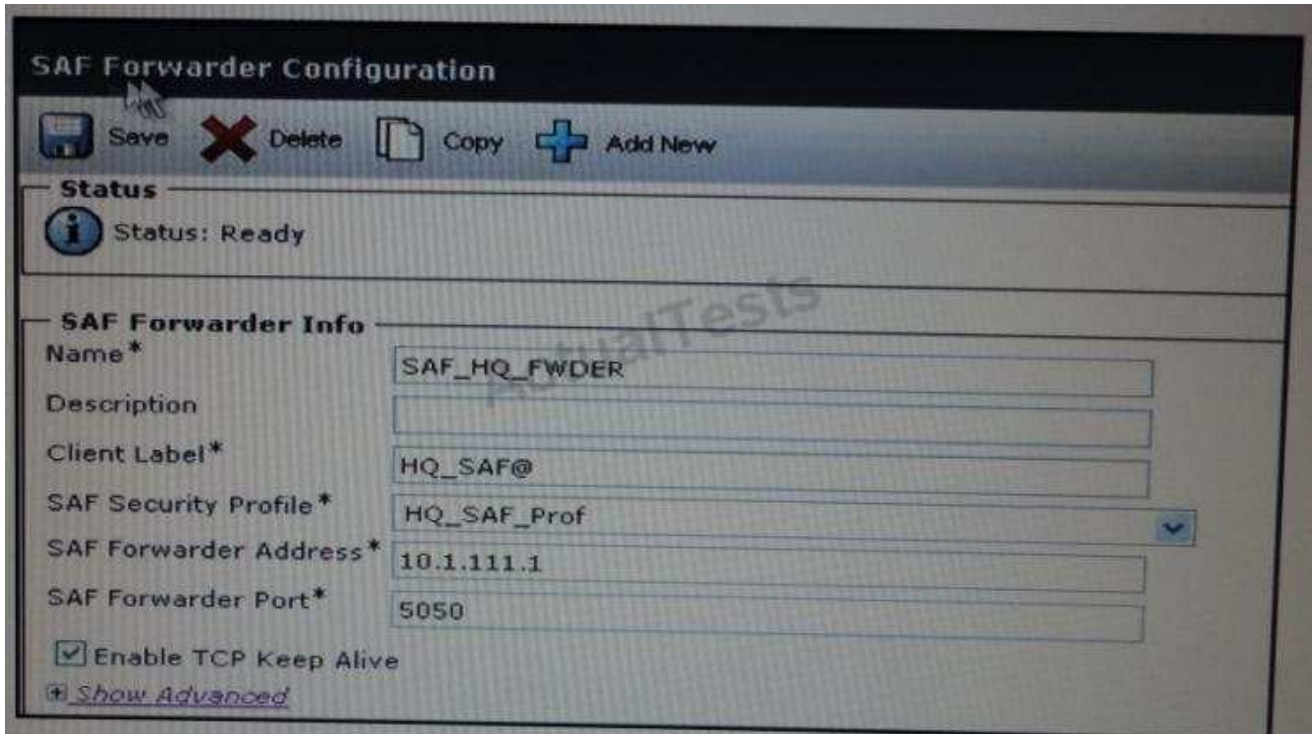 SAF Forwarder Configuration
Save Delete Copy Add New
Status
Status: Ready
ActualTests
SAF Forwarder Info
Name* SAF_HQ_FWDER
Description
Client Label* HQ_SAF@
SAF Security Profile* HQ_SAF_Prof
SAF Forwarder Address* 10.1.111.1
SAF Forwarder Port* 5050
Enable TCP Keep Alive
Show Advanced